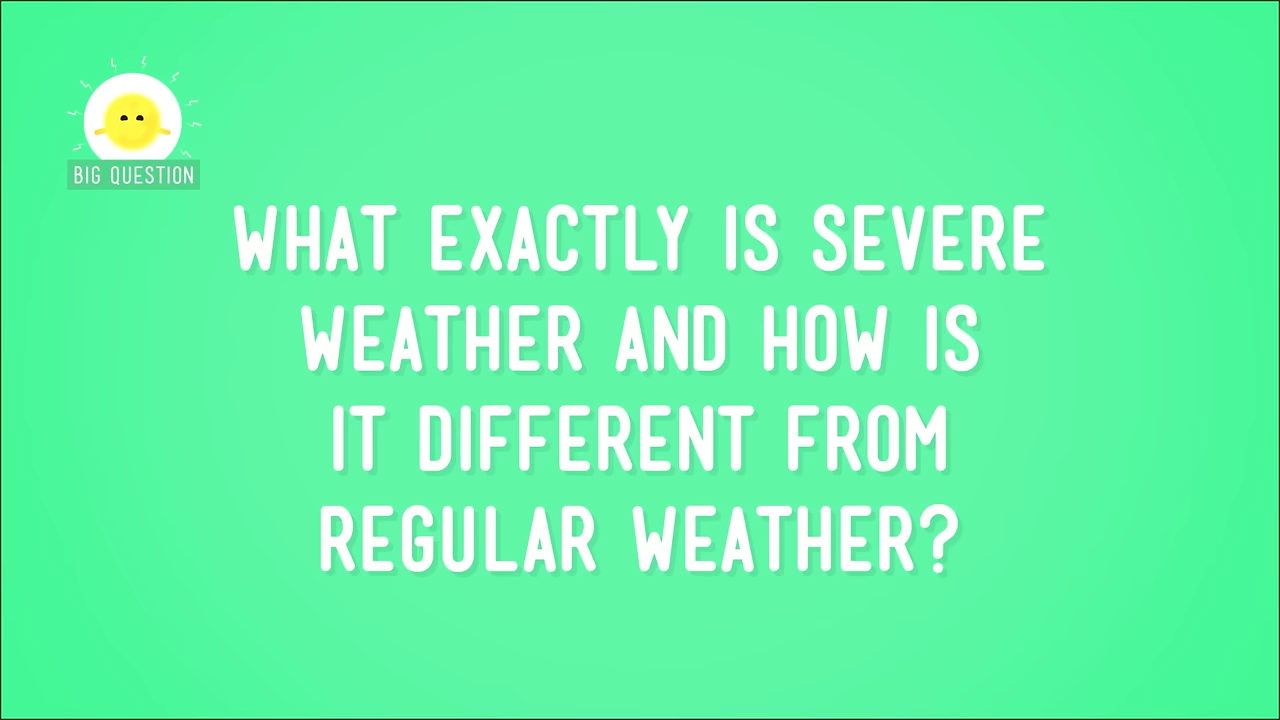 BIG QUESTION
WHAT EXACTLY IS SEVERE
WEATHER AND HOW IS
IT DIFFERENT FROM
REGULAR WEATHER?